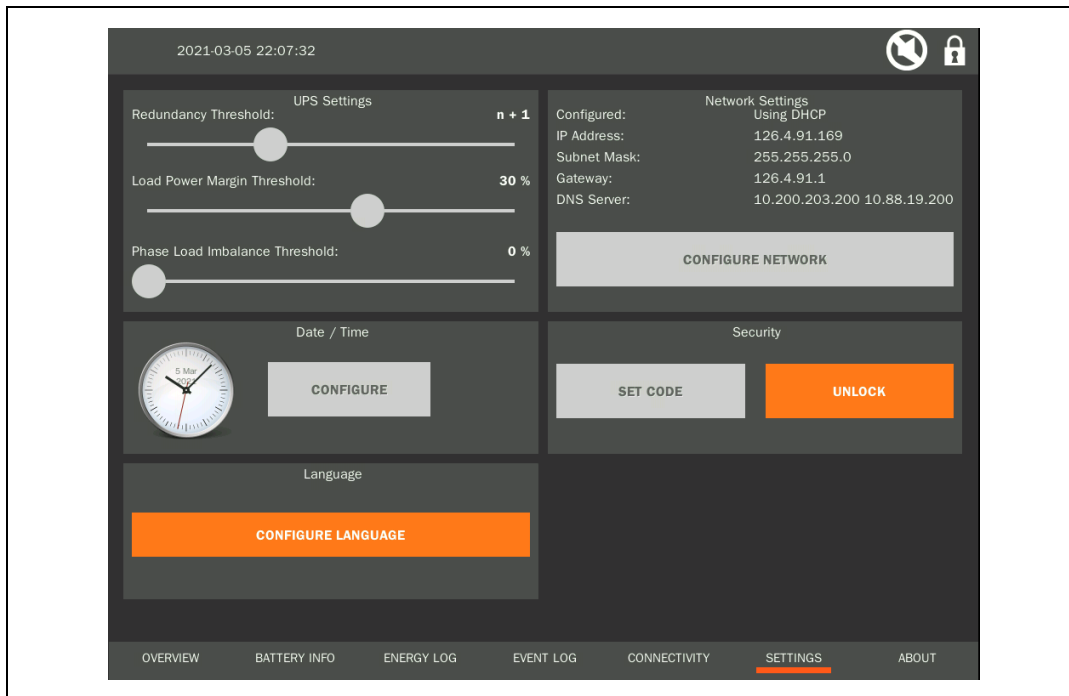 2021-03-05 22:07:32
UPS Settings
Redundancy Threshold: n + 1
Load Power Margin Threshold: 30 %
Phase Load Imbalance Threshold: 0 %
Network Settings
Configured: Using DHCP
IP Address: 126.4.91.169
Subnet Mask: 255.255.255.0
Gateway: 126.4.91.1
DNS Server: 10.200.203.200 10.88.19.200
CONFIGURE NETWORK
Date / Time
5 Mar
2021
CONFIGURE
Security
SET CODE UNLOCK
Language
CONFIGURE LANGUAGE
OVERVIEW BATTERY INFO ENERGY LOG EVENT LOG CONNECTIVITY SETTINGS ABOUT